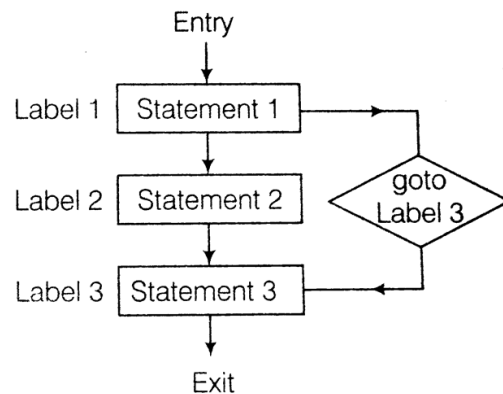 Entry
Label 1 Statement 1
Label 2 Statement 2
goto
Label 3
Label 3 Statement 3
Exit